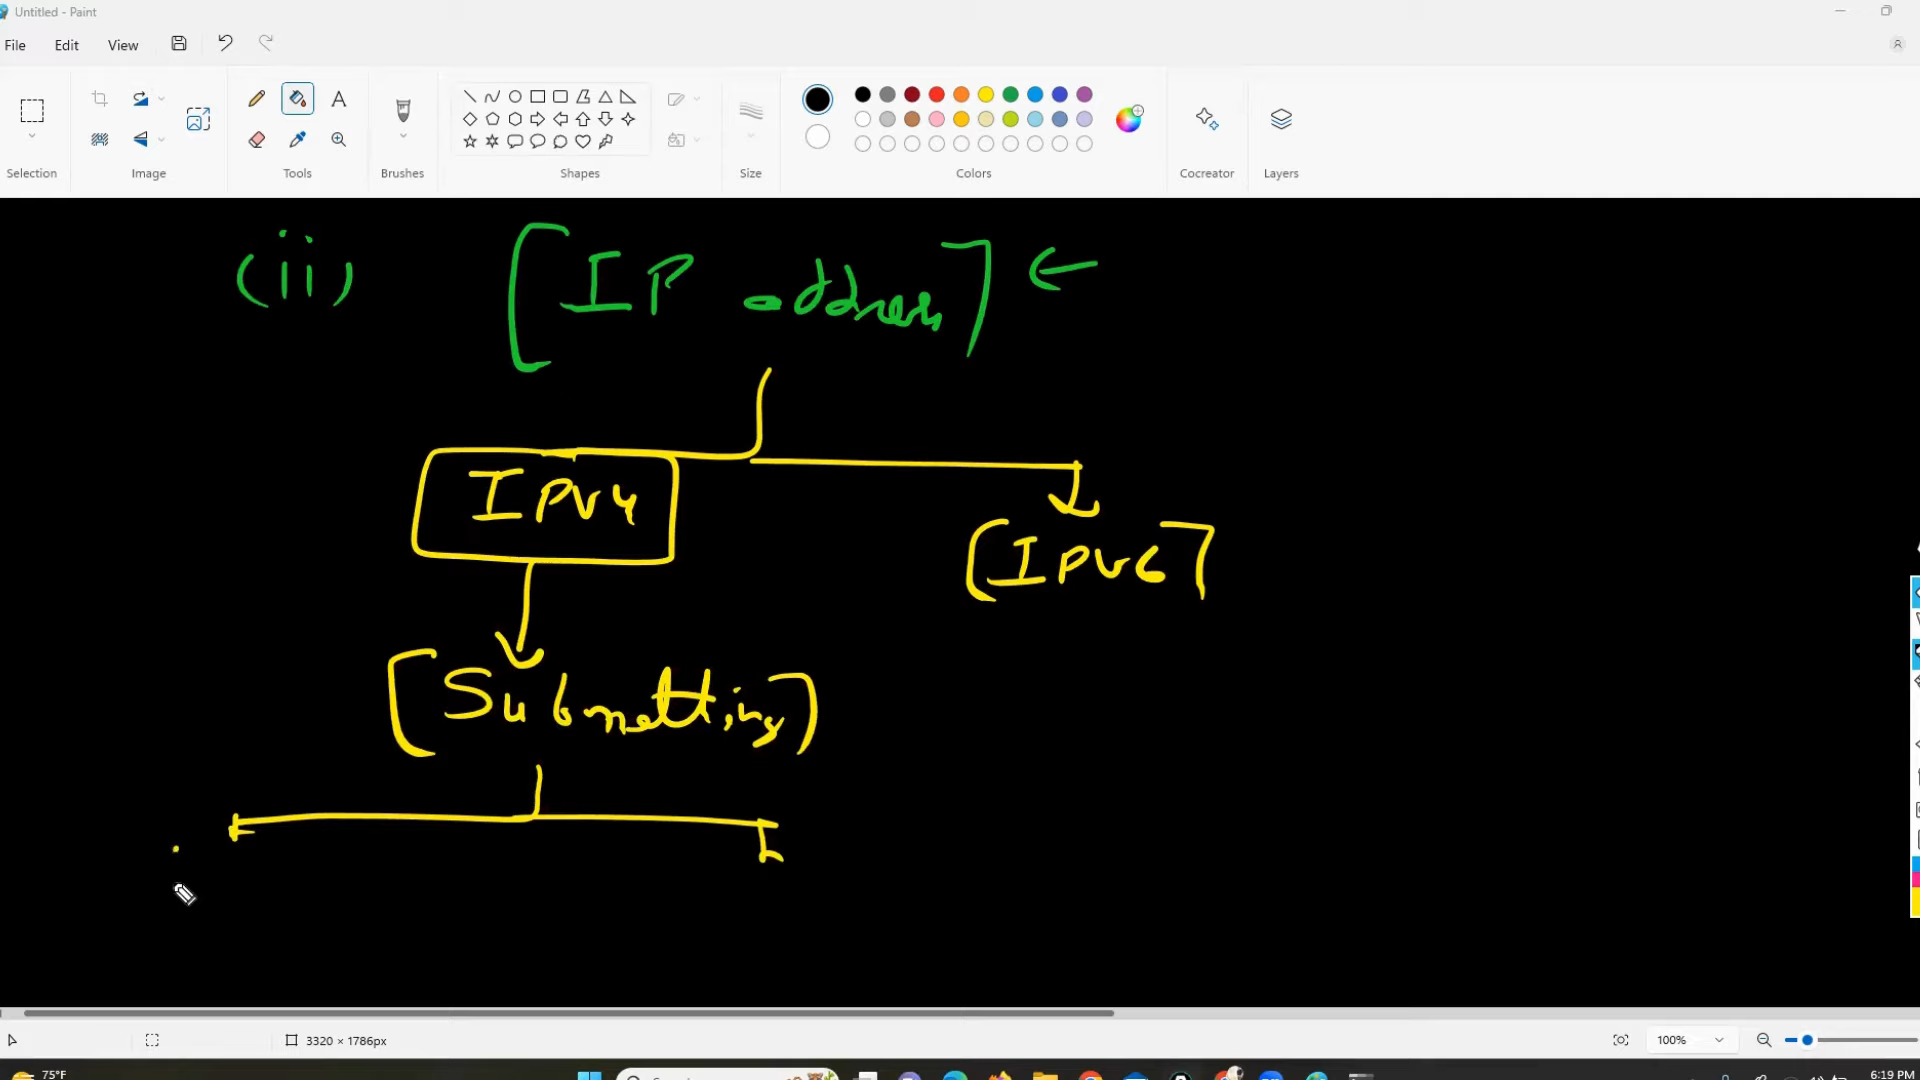 Untitled - Paint
File Edit View
Selection Image Tools Brushes Shapes Size Colors Cocreator Layers
(ii) [IP address] ←
IPv4
[IPv6]
[Subnetting]
3320 × 1786px 100%
75°F
6:19 PM